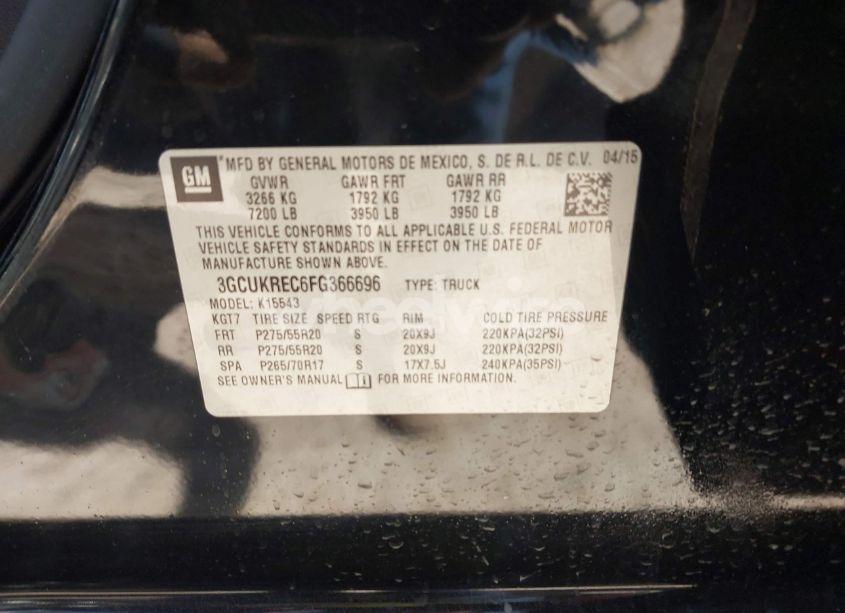 GM
*MFD BY GENERAL MOTORS DE MEXICO, S. DE R.L. DE C.V. 04/15
GVWR GAWR FRT GAWR RR
3266 KG 1792 KG 1792 KG
7200 LB 3950 LB 3950 LB
THIS VEHICLE CONFORMS TO ALL APPLICABLE U.S. FEDERAL MOTOR
VEHICLE SAFETY STANDARDS IN EFFECT ON THE DATE OF
MANUFACTURE SHOWN ABOVE.
3GCUKREC6FG366696 TYPE: TRUCK
MODEL: K15543
KGT7 TIRE SIZE SPEED RTG RIM COLD TIRE PRESSURE
FRT P275/55R20 S 20X9J 220KPA(32PSI)
RR P275/55R20 S 20X9J 220KPA(32PSI)
SPA P265/70R17 S 17X7.5J 240KPA(35PSI)
SEE OWNER'S MANUAL FOR MORE INFORMATION.